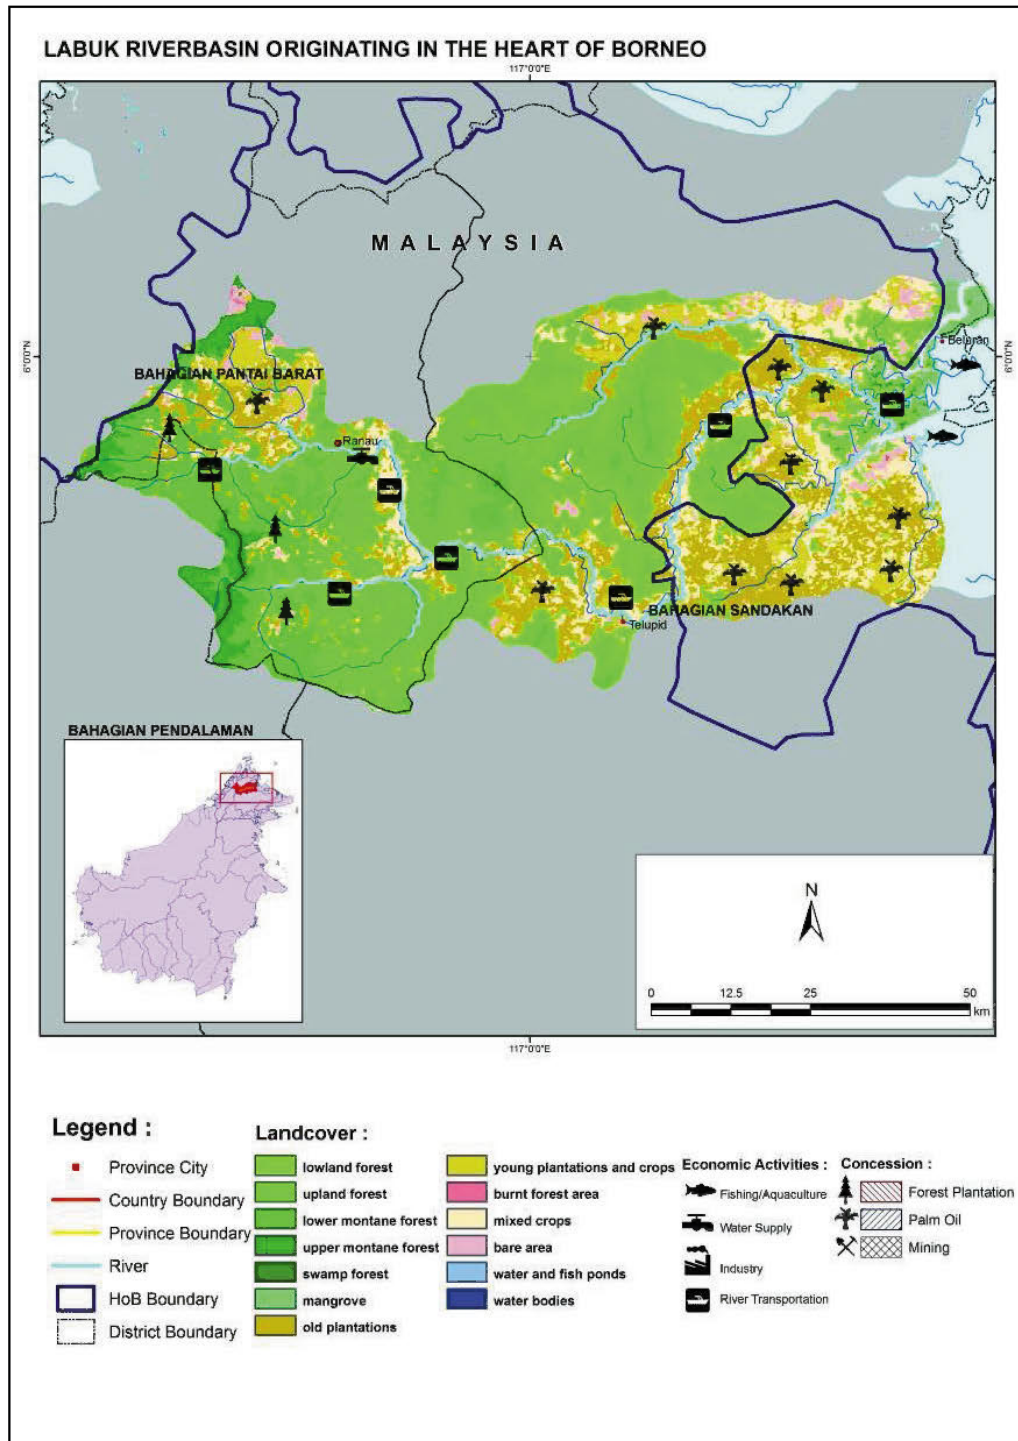 LABUK RIVERBASIN ORIGINATING IN THE HEART OF BORNEO
117°0'0"E
MALAYSIA
6°0'0"N
6°0'0"N
Beluran
BAHAGIAN PANTAI BARAT
Ranau
BAHAGIAN SANDAKAN
Telupid
BAHAGIAN PENDALAMAN
N
0 12.5 25 50
km
117°0'0"E
Legend :
Province City
Country Boundary
Province Boundary
River
HoB Boundary
District Boundary
Landcover :
lowland forest
upland forest
lower montane forest
upper montane forest
swamp forest
mangrove
old plantations
young plantations and crops
burnt forest area
mixed crops
bare area
water and fish ponds
water bodies
Economic Activities :
Fishing/Aquaculture
Water Supply
Industry
River Transportation
Concession :
Forest Plantation
Palm Oil
Mining